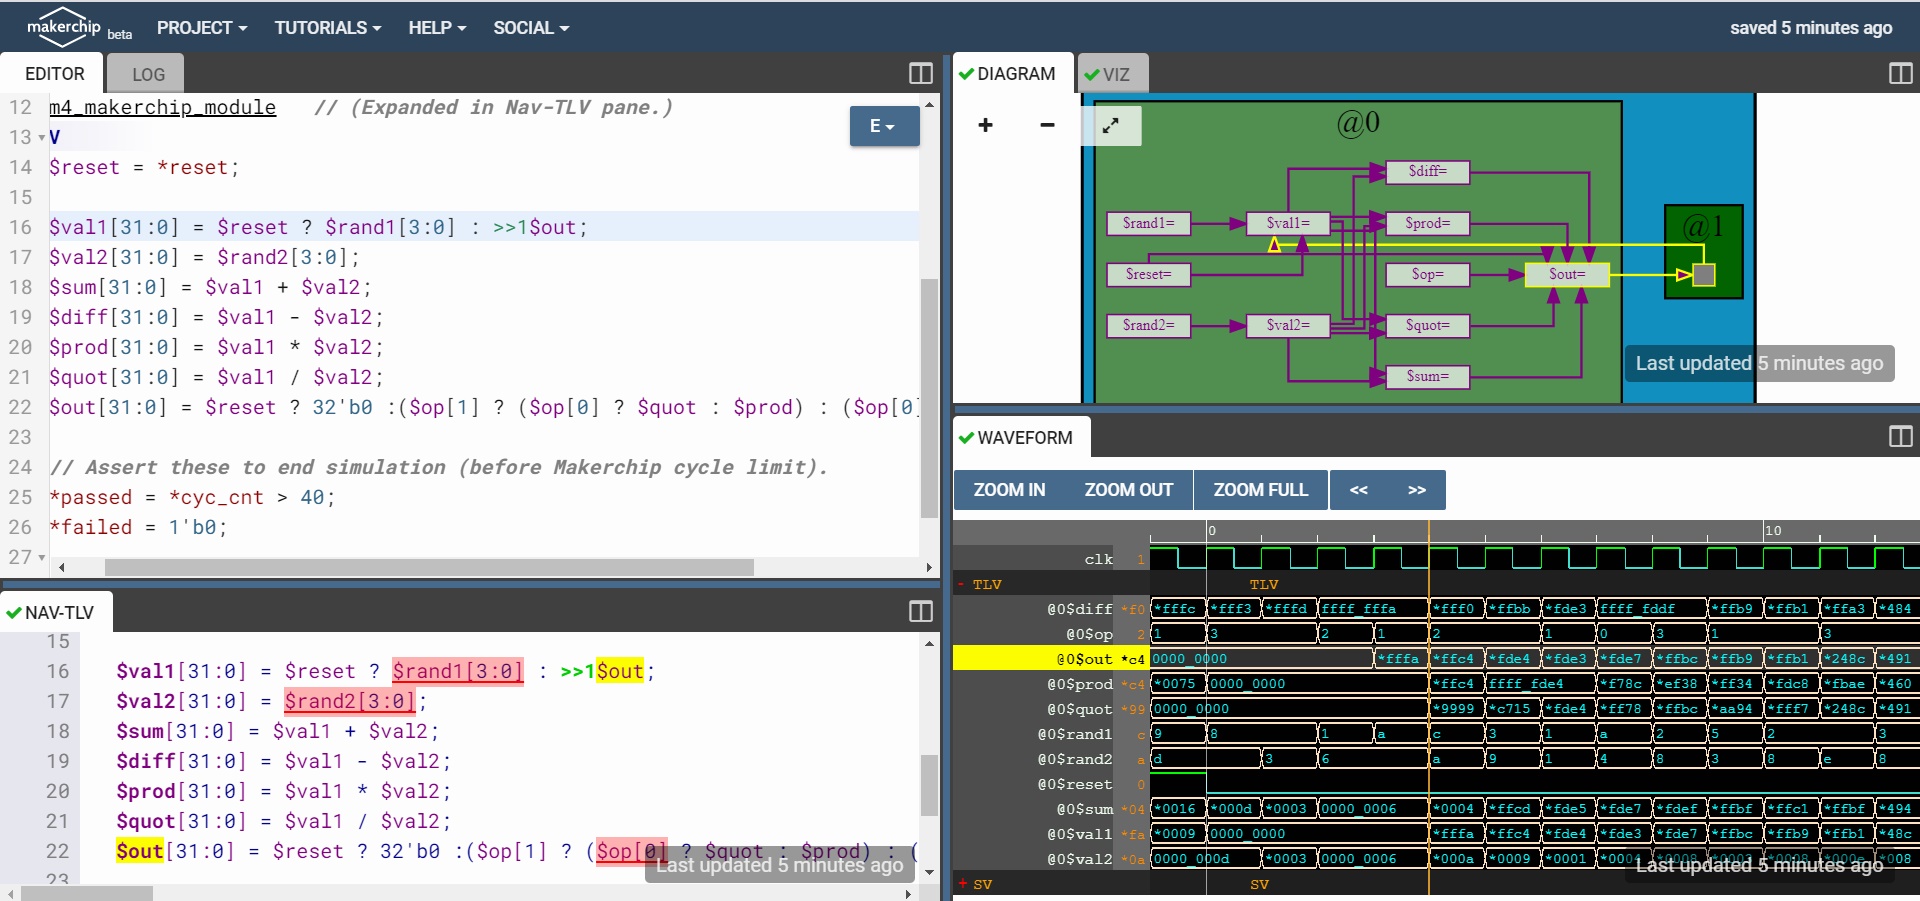 makerchip beta PROJECT TUTORIALS HELP SOCIAL saved 5 minutes ago
EDITOR LOG
12 m4_makerchip_module // (Expanded in Nav-TLV pane.)
13 V
E
14 $reset = *reset;
15
16 $val1[31:0] = $reset ? $rand1[3:0] : >>1$out;
17 $val2[31:0] = $rand2[3:0];
18 $sum[31:0] = $val1 + $val2;
19 $diff[31:0] = $val1 - $val2;
20 $prod[31:0] = $val1 * $val2;
21 $quot[31:0] = $val1 / $val2;
22 $out[31:0] = $reset ? 32'b0 :($op[1] ? ($op[0] ? $quot : $prod) : ($op[0]
23
24 // Assert these to end simulation (before Makerchip cycle limit).
25 *passed = *cyc_cnt > 40;
26 *failed = 1'b0;
27
NAV-TLV
15
16 $val1[31:0] = $reset ? $rand1[3:0] : >>1$out;
17 $val2[31:0] = $rand2[3:0];
18 $sum[31:0] = $val1 + $val2;
19 $diff[31:0] = $val1 - $val2;
20 $prod[31:0] = $val1 * $val2;
21 $quot[31:0] = $val1 / $val2;
22 $out[31:0] = $reset ? 32'b0 :($op[1] ? ($op[0] ? $quot : $prod) : (
23
Last updated 5 minutes ago
DIAGRAM VIZ
+ −
@0
$diff=
$rand1= $val1= $prod=
@1
$reset= $op= $out=
$rand2= $val2= $quot=
$sum=
Last updated 5 minutes ago
WAVEFORM
ZOOM IN ZOOM OUT ZOOM FULL << >>
0 10
clk 1
- TLV TLV
@0$diff *f0 *fffc *fff3 *fffd ffff_fffa *fff0 *ffbb *fde3 ffff_fddf *ffb9 *ffb1 *ffa3 *484
@0$op 2 1 3 2 1 2 1 0 3 1 3
@0$out *c4 0000_0000 *fffa *ffc4 *fde4 *fde3 *fde7 *ffbc *ffb9 *ffb1 *248c *491
@0$prod *c4 *0075 0000_0000 *ffc4 ffff_fde4 *f78c *ef38 *ff34 *fdc8 *fbae *460
@0$quot *99 0000_0000 *9999 *c715 *fde4 *ff78 *ffbc *aa94 *fff7 *248c *491
@0$rand1 c 9 8 1 a c 3 1 a 2 5 2 3
@0$rand2 a d 3 6 a 9 1 4 8 3 8 e 8
@0$reset 0
@0$sum *04 *0016 *000d *0003 0000_0006 *0004 *ffcd *fde5 *fde7 *fdef *ffbf *ffc1 *ffbf *494
@0$val1 *fa *0009 0000_0000 *fffa *ffc4 *fde4 *fde3 *fde7 *ffbc *ffb9 *ffb1 *48c
@0$val2 *0a 0000_000d *0003 0000_0006 *000a *0009 *0001 *0004 *0008 *0003 *0008 *000e *008
Last updated 5 minutes ago
+ SV SV